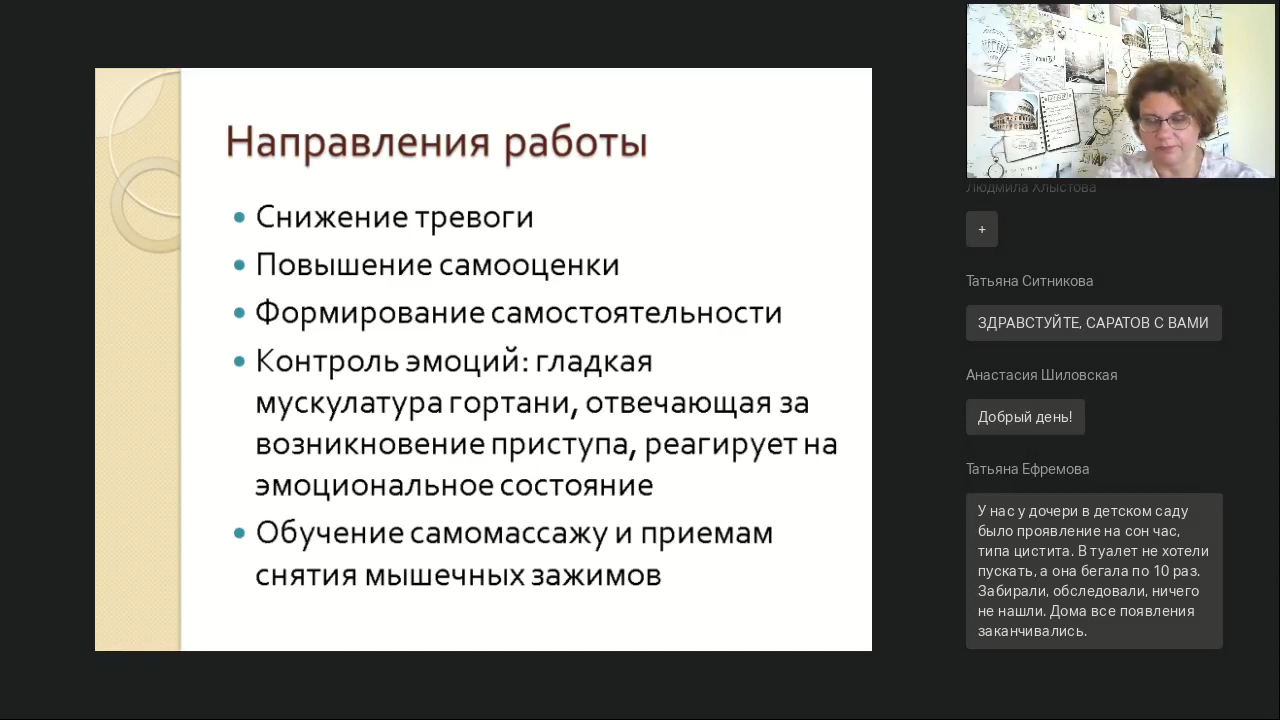 Направления работы
Снижение тревоги
Повышение самооценки
Формирование самостоятельности
Контроль эмоций: гладкая
мускулатура гортани, отвечающая за
возникновение приступа, реагирует на
эмоциональное состояние
Обучение самомассажу и приемам
снятия мышечных зажимов
Людмила Хлыстова
+
Татьяна Ситникова
ЗДРАВСТУЙТЕ, САРАТОВ С ВАМИ
Анастасия Шиловская
Добрый день!
Татьяна Ефремова
У нас у дочери в детском саду
было проявление на сон час,
типа цистита. В туалет не хотели
пускать, а она бегала по 10 раз.
Забирали, обследовали, ничего
не нашли. Дома все появления
заканчивались.